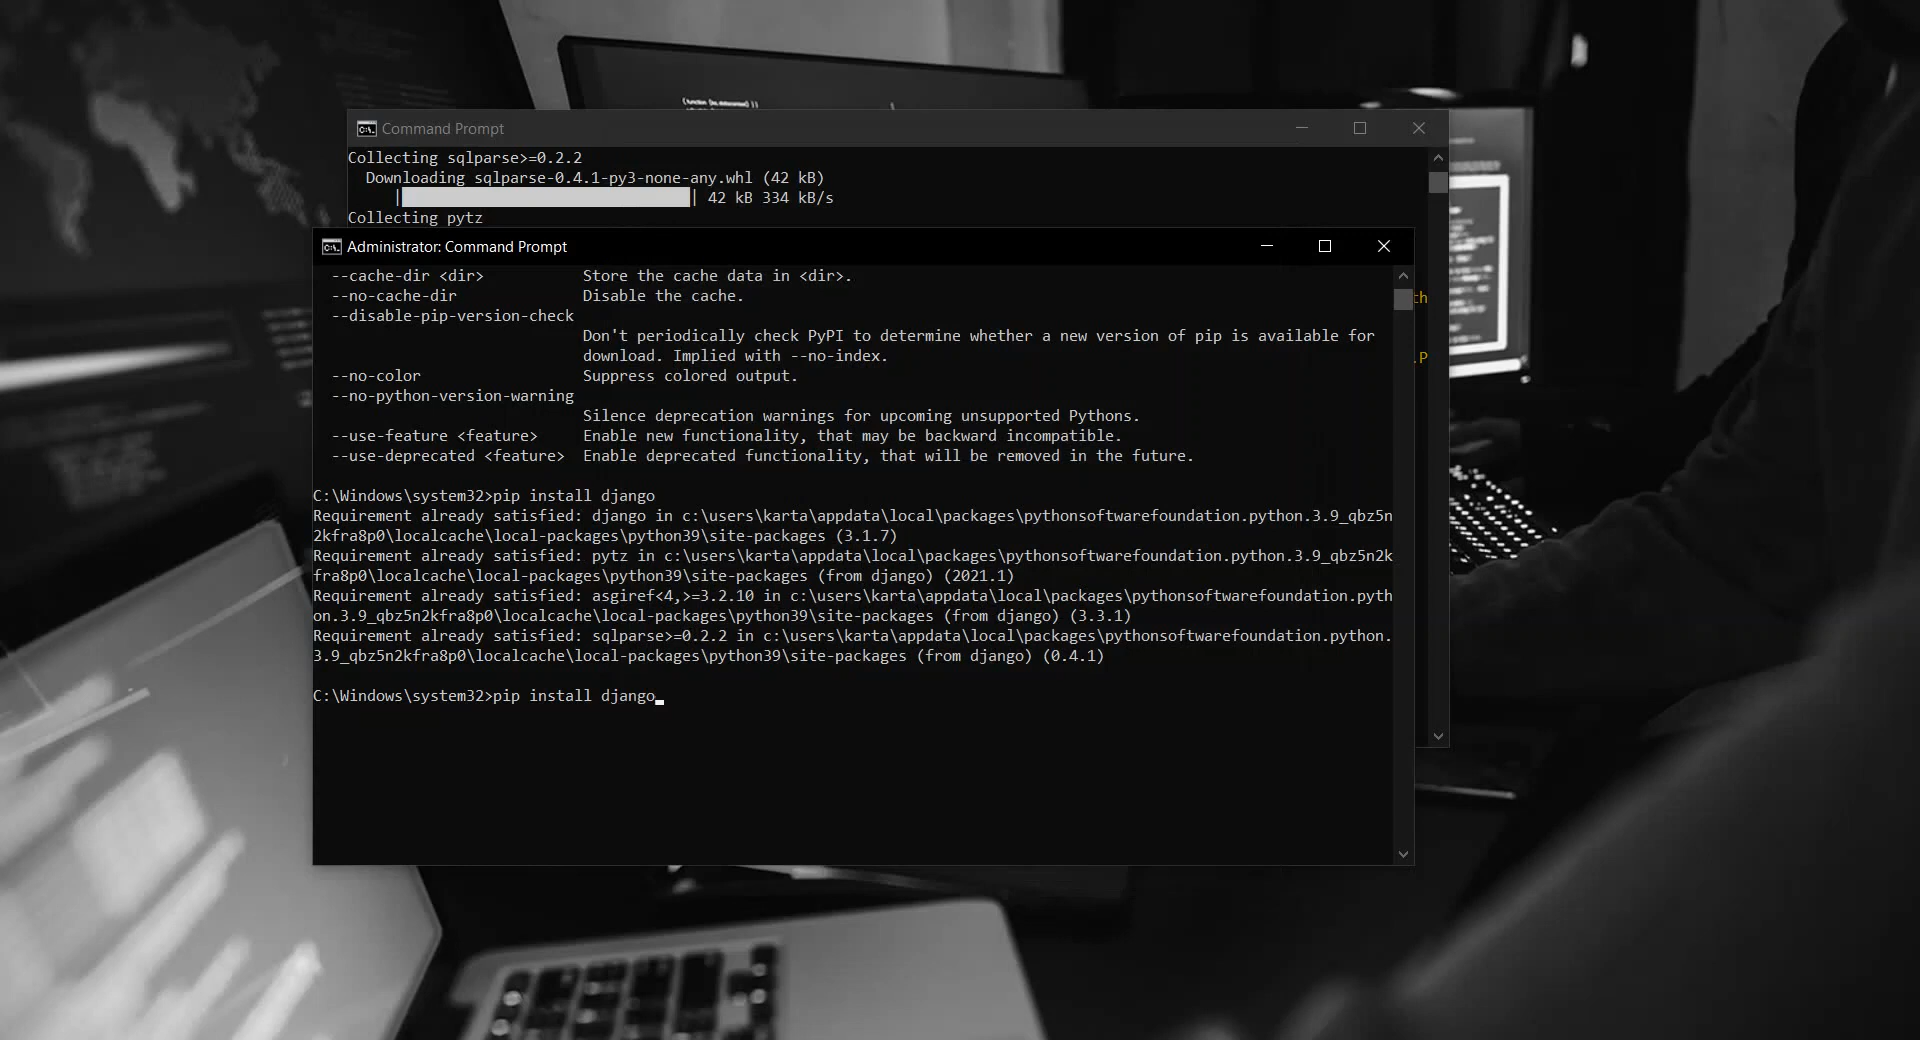 (function
Command Prompt
Collecting sqlparse>=0.2.2
Downloading sqlparse-0.4.1-py3-none-any.whl (42 kB)
| | 42 kB 334 kB/s
Collecting pytz
th
.P
Administrator: Command Prompt
--cache-dir <dir> Store the cache data in <dir>.
--no-cache-dir Disable the cache.
--disable-pip-version-check
Don't periodically check PyPI to determine whether a new version of pip is available for
download. Implied with --no-index.
--no-color Suppress colored output.
--no-python-version-warning
Silence deprecation warnings for upcoming unsupported Pythons.
--use-feature <feature> Enable new functionality, that may be backward incompatible.
--use-deprecated <feature> Enable deprecated functionality, that will be removed in the future.
C:\Windows\system32>pip install django
Requirement already satisfied: django in c:\users\karta\appdata\local\packages\pythonsoftwarefoundation.python.3.9_qbz5n
2kfra8p0\localcache\local-packages\python39\site-packages (3.1.7)
Requirement already satisfied: pytz in c:\users\karta\appdata\local\packages\pythonsoftwarefoundation.python.3.9_qbz5n2k
fra8p0\localcache\local-packages\python39\site-packages (from django) (2021.1)
Requirement already satisfied: asgiref<4,>=3.2.10 in c:\users\karta\appdata\local\packages\pythonsoftwarefoundation.pyth
on.3.9_qbz5n2kfra8p0\localcache\local-packages\python39\site-packages (from django) (3.3.1)
Requirement already satisfied: sqlparse>=0.2.2 in c:\users\karta\appdata\local\packages\pythonsoftwarefoundation.python.
3.9_qbz5n2kfra8p0\localcache\local-packages\python39\site-packages (from django) (0.4.1)
C:\Windows\system32>pip install django